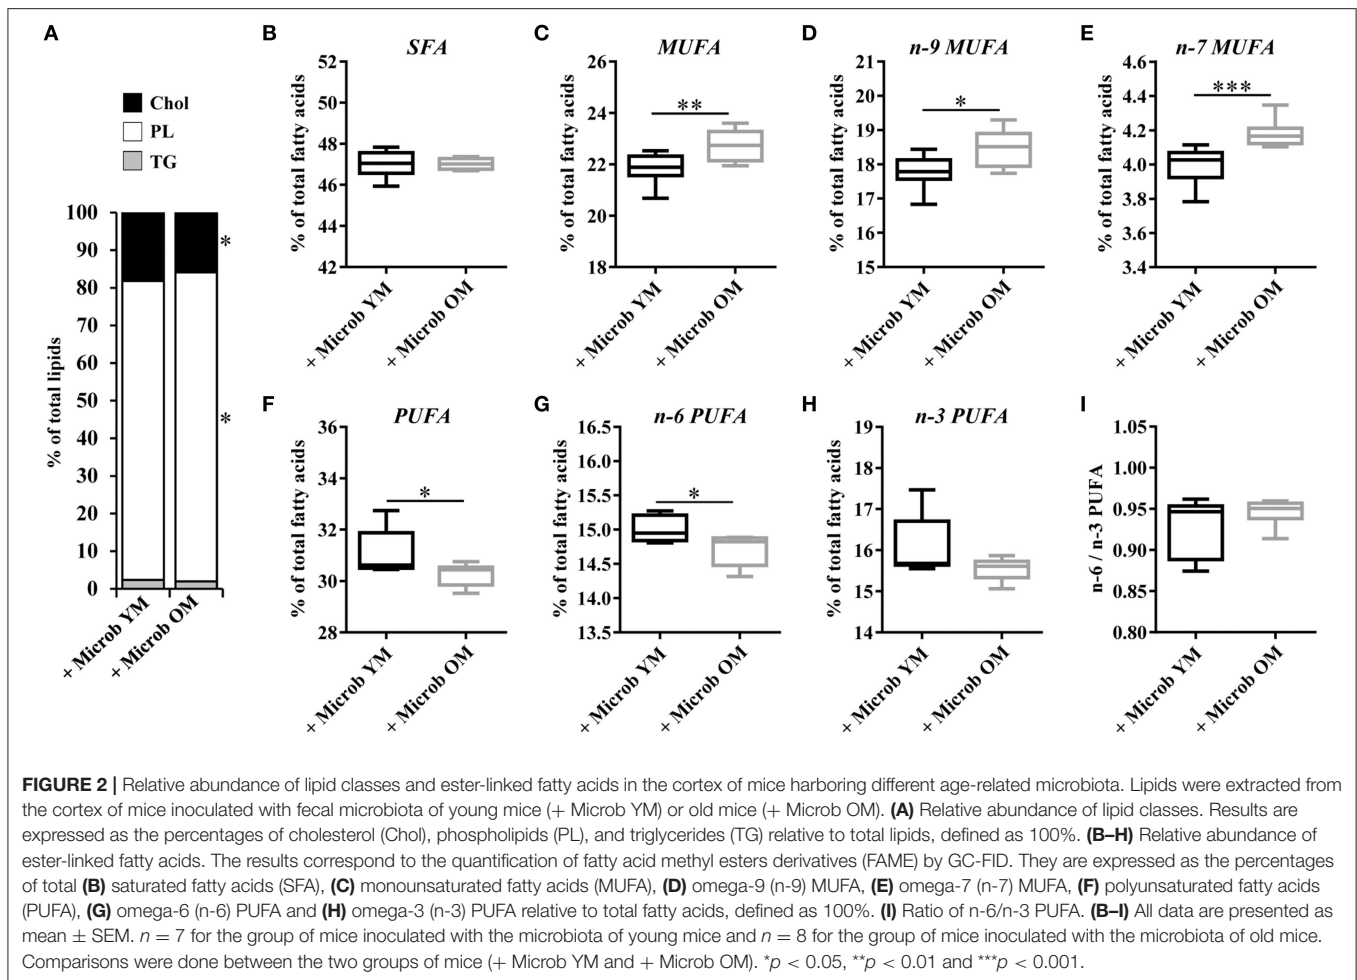 A
Chol
PL
TG
% of total lipids
100
90
80
70
60
50
40
30
20
10
0
*
*
+ Microb YM
+ Microb OM
B
SFA
% of total fatty acids
52
50
48
46
44
42
+ Microb YM
+ Microb OM
C
MUFA
% of total fatty acids
26
24
22
20
18
**
+ Microb YM
+ Microb OM
D
n-9 MUFA
% of total fatty acids
21
20
19
18
17
16
15
*
+ Microb YM
+ Microb OM
E
n-7 MUFA
% of total fatty acids
4.6
4.4
4.2
4.0
3.8
3.6
3.4
***
+ Microb YM
+ Microb OM
F
PUFA
% of total fatty acids
36
34
32
30
28
*
+ Microb YM
+ Microb OM
G
n-6 PUFA
% of total fatty acids
16.5
16.0
15.5
15.0
14.5
14.0
13.5
*
+ Microb YM
+ Microb OM
H
n-3 PUFA
% of total fatty acids
19
18
17
16
15
14
+ Microb YM
+ Microb OM
I
n-6 / n-3 PUFA
1.05
1.00
0.95
0.90
0.85
0.80
+ Microb YM
+ Microb OM
FIGURE 2 | Relative abundance of lipid classes and ester-linked fatty acids in the cortex of mice harboring different age-related microbiota. Lipids were extracted from
the cortex of mice inoculated with fecal microbiota of young mice (+ Microb YM) or old mice (+ Microb OM). (A) Relative abundance of lipid classes. Results are
expressed as the percentages of cholesterol (Chol), phospholipids (PL), and triglycerides (TG) relative to total lipids, defined as 100%. (B–H) Relative abundance of
ester-linked fatty acids. The results correspond to the quantification of fatty acid methyl esters derivatives (FAME) by GC-FID. They are expressed as the percentages
of total (B) saturated fatty acids (SFA), (C) monounsaturated fatty acids (MUFA), (D) omega-9 (n-9) MUFA, (E) omega-7 (n-7) MUFA, (F) polyunsaturated fatty acids
(PUFA), (G) omega-6 (n-6) PUFA and (H) omega-3 (n-3) PUFA relative to total fatty acids, defined as 100%. (I) Ratio of n-6/n-3 PUFA. (B–I) All data are presented as
mean ± SEM. n = 7 for the group of mice inoculated with the microbiota of young mice and n = 8 for the group of mice inoculated with the microbiota of old mice.
Comparisons were done between the two groups of mice (+ Microb YM and + Microb OM). *p < 0.05, **p < 0.01 and ***p < 0.001.